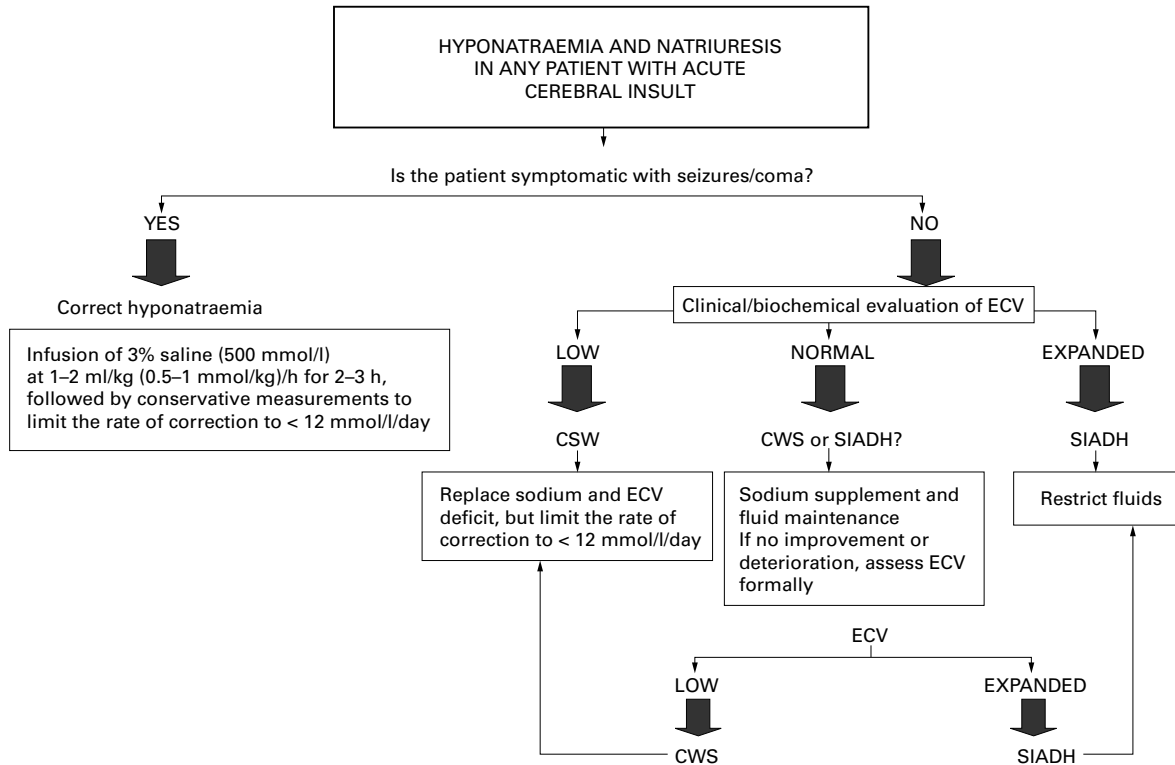 HYPONATRAEMIA AND NATRIURESIS
IN ANY PATIENT WITH ACUTE
CEREBRAL INSULT
Is the patient symptomatic with seizures/coma?
YES
NO
Correct hyponatraemia
Infusion of 3% saline (500 mmol/l)
at 1–2 ml/kg (0.5–1 mmol/kg)/h for 2–3 h,
followed by conservative measurements to
limit the rate of correction to < 12 mmol/l/day
Clinical/biochemical evaluation of ECV
LOW
NORMAL
EXPANDED
CSW
CWS or SIADH?
SIADH
Replace sodium and ECV
deficit, but limit the rate of
correction to < 12 mmol/l/day
Sodium supplement and
fluid maintenance
If no improvement or
deterioration, assess ECV
formally
Restrict fluids
ECV
LOW
EXPANDED
CWS
SIADH